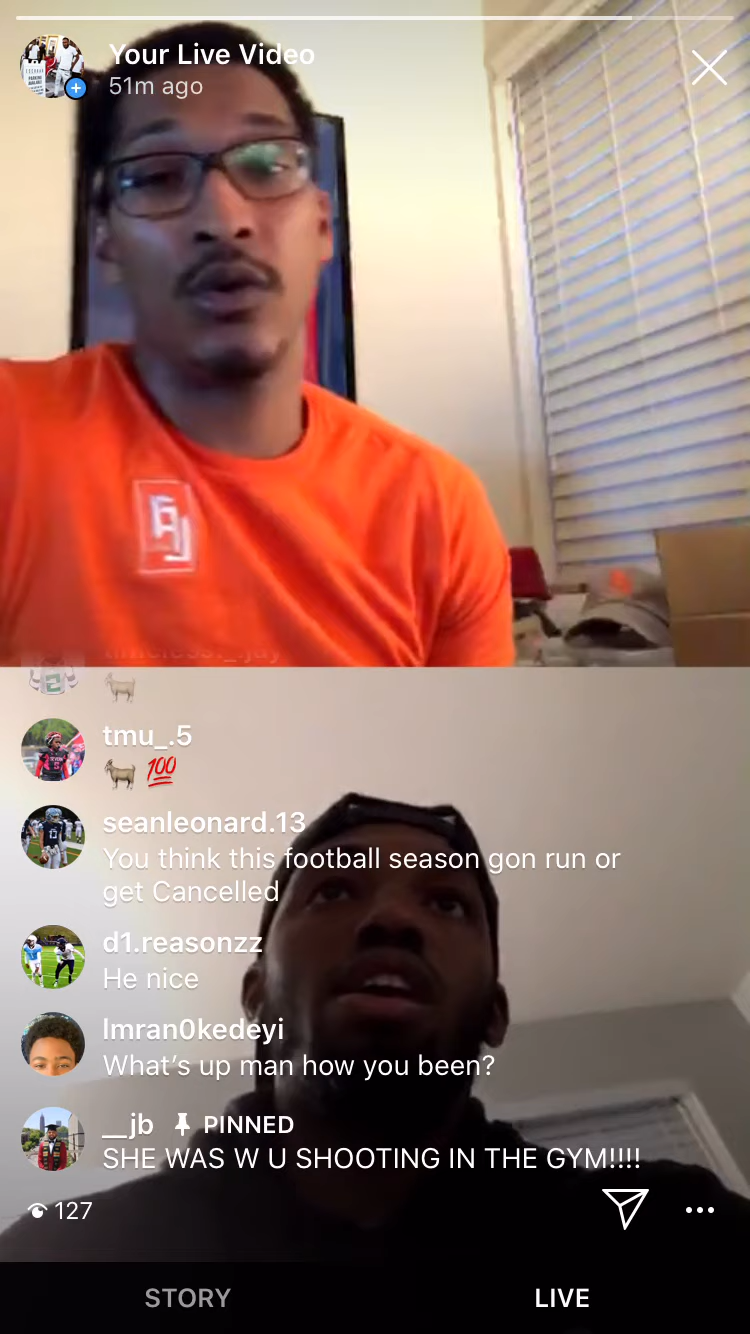 Your Live Video
51m ago
tmu_.5
🐐 💯
seanleonard.13
You think this football season gon run or
get Cancelled
d1.reasonzz
He nice
Imran0kedeyi
What's up man how you been?
__jb PINNED
SHE WAS W U SHOOTING IN THE GYM!!!!
127
STORY
LIVE